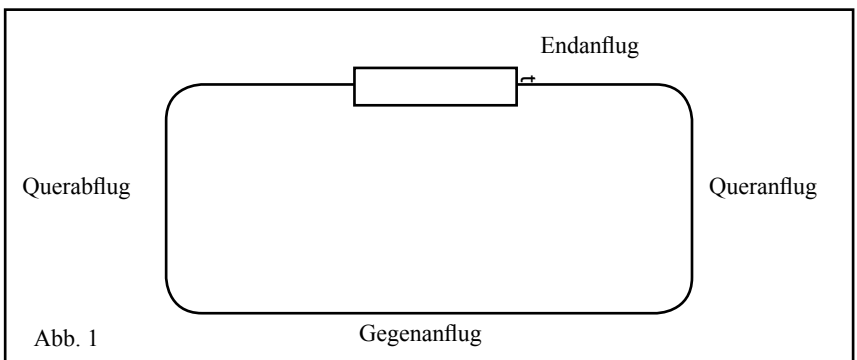 Endanflug
t
Querabflug
Queranflug
Gegenanflug
Abb. 1